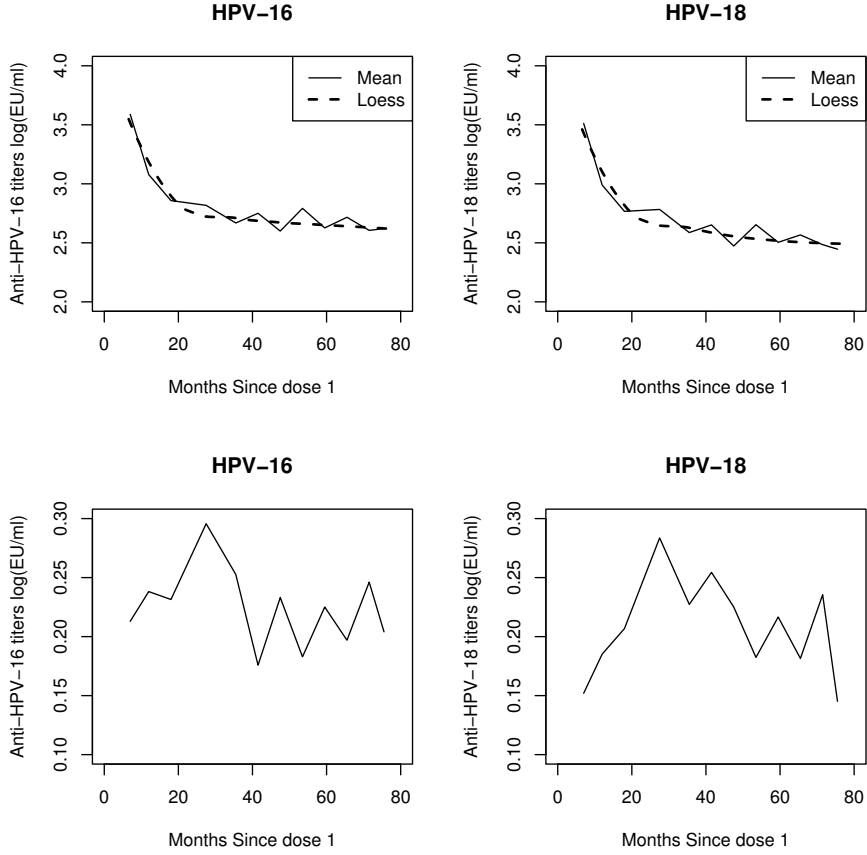 HPV−16
Anti−HPV−16 titers log(EU/ml)
4.0
3.5
3.0
2.5
2.0
Mean
Loess
0 20 40 60 80
Months Since dose 1
HPV−18
Anti−HPV−18 titers log(EU/ml)
4.0
3.5
3.0
2.5
2.0
Mean
Loess
0 20 40 60 80
Months Since dose 1
HPV−16
Anti−HPV−16 titers log(EU/ml)
0.30
0.25
0.20
0.15
0.10
0 20 40 60 80
Months Since dose 1
HPV−18
Anti−HPV−18 titers log(EU/ml)
0.30
0.25
0.20
0.15
0.10
0 20 40 60 80
Months Since dose 1